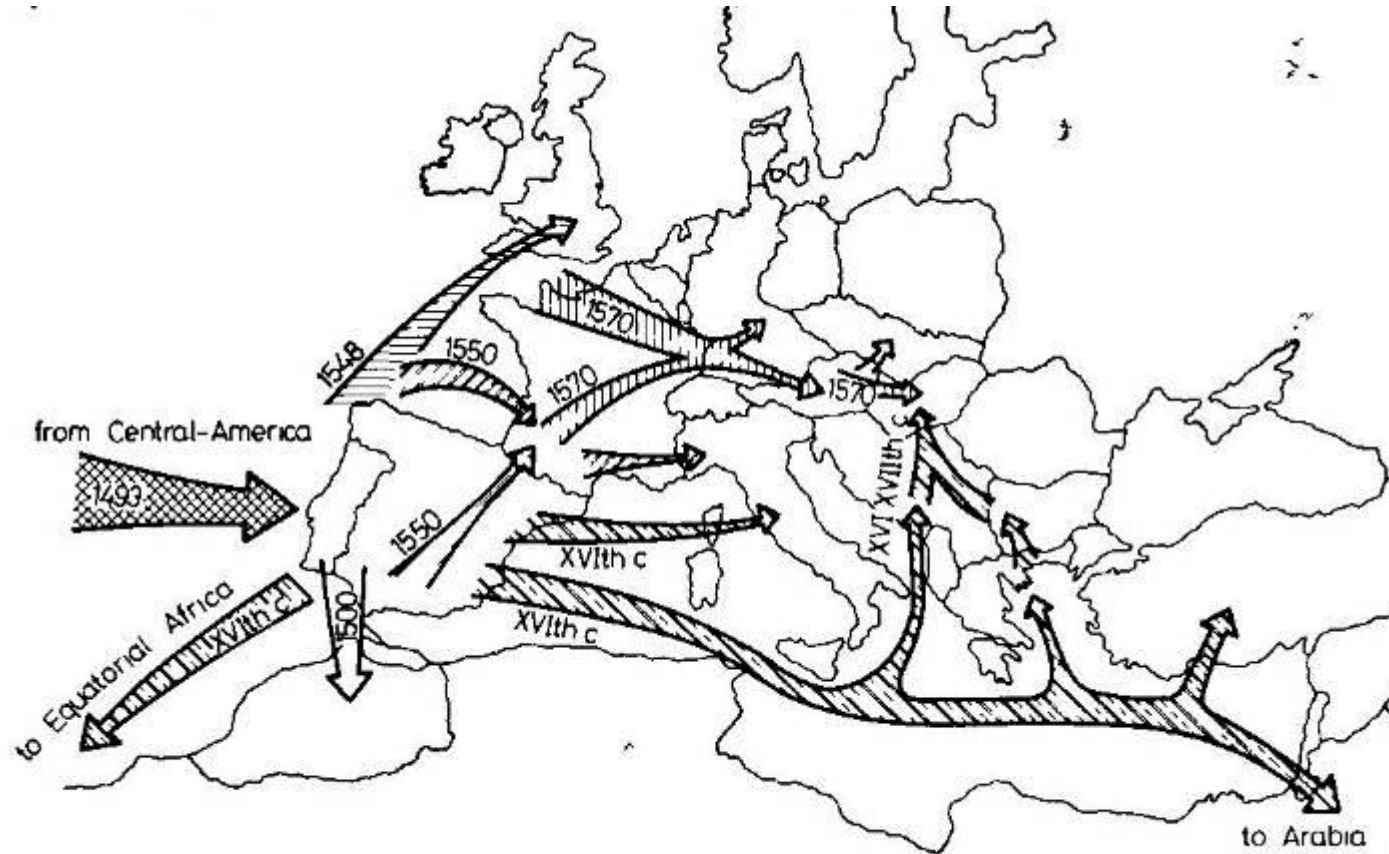 1548
1550
1570
1570
1570
from Central-America
1493
1550
XVIth c
XVIth c
XVI XVIIth c
to Equatorial Africa
XVIth c
1500
to Arabia